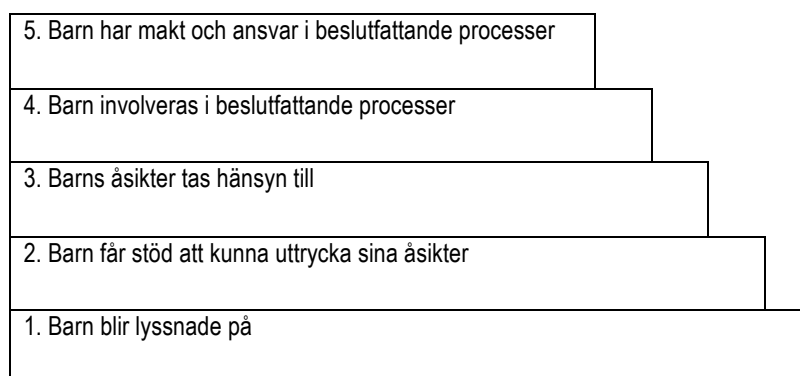 5. Barn har makt och ansvar i beslutfattande processer
4. Barn involveras i beslutfattande processer
3. Barns åsikter tas hänsyn till
2. Barn får stöd att kunna uttrycka sina åsikter
1. Barn blir lyssnade på